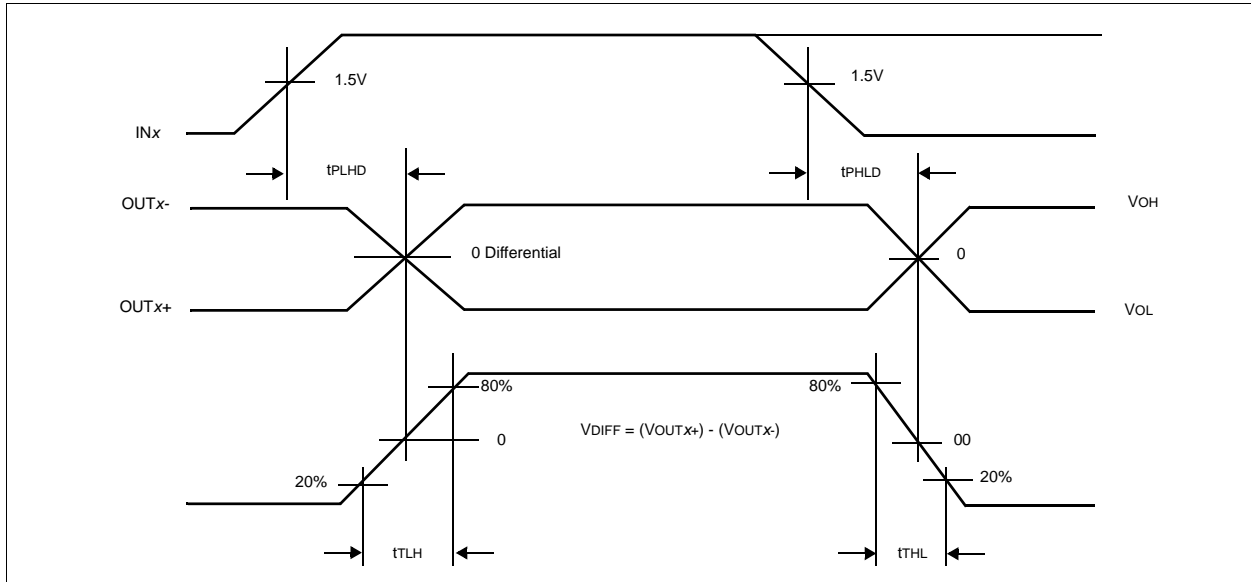 1.5V
1.5V
INx
tPLHD
tPHLD
OUTx-
VOH
0 Differential
0
OUTx+
VOL
80%
80%
0
VDIFF = (VOUTx+) - (VOUTx-)
00
20%
20%
tTLH
tTHL